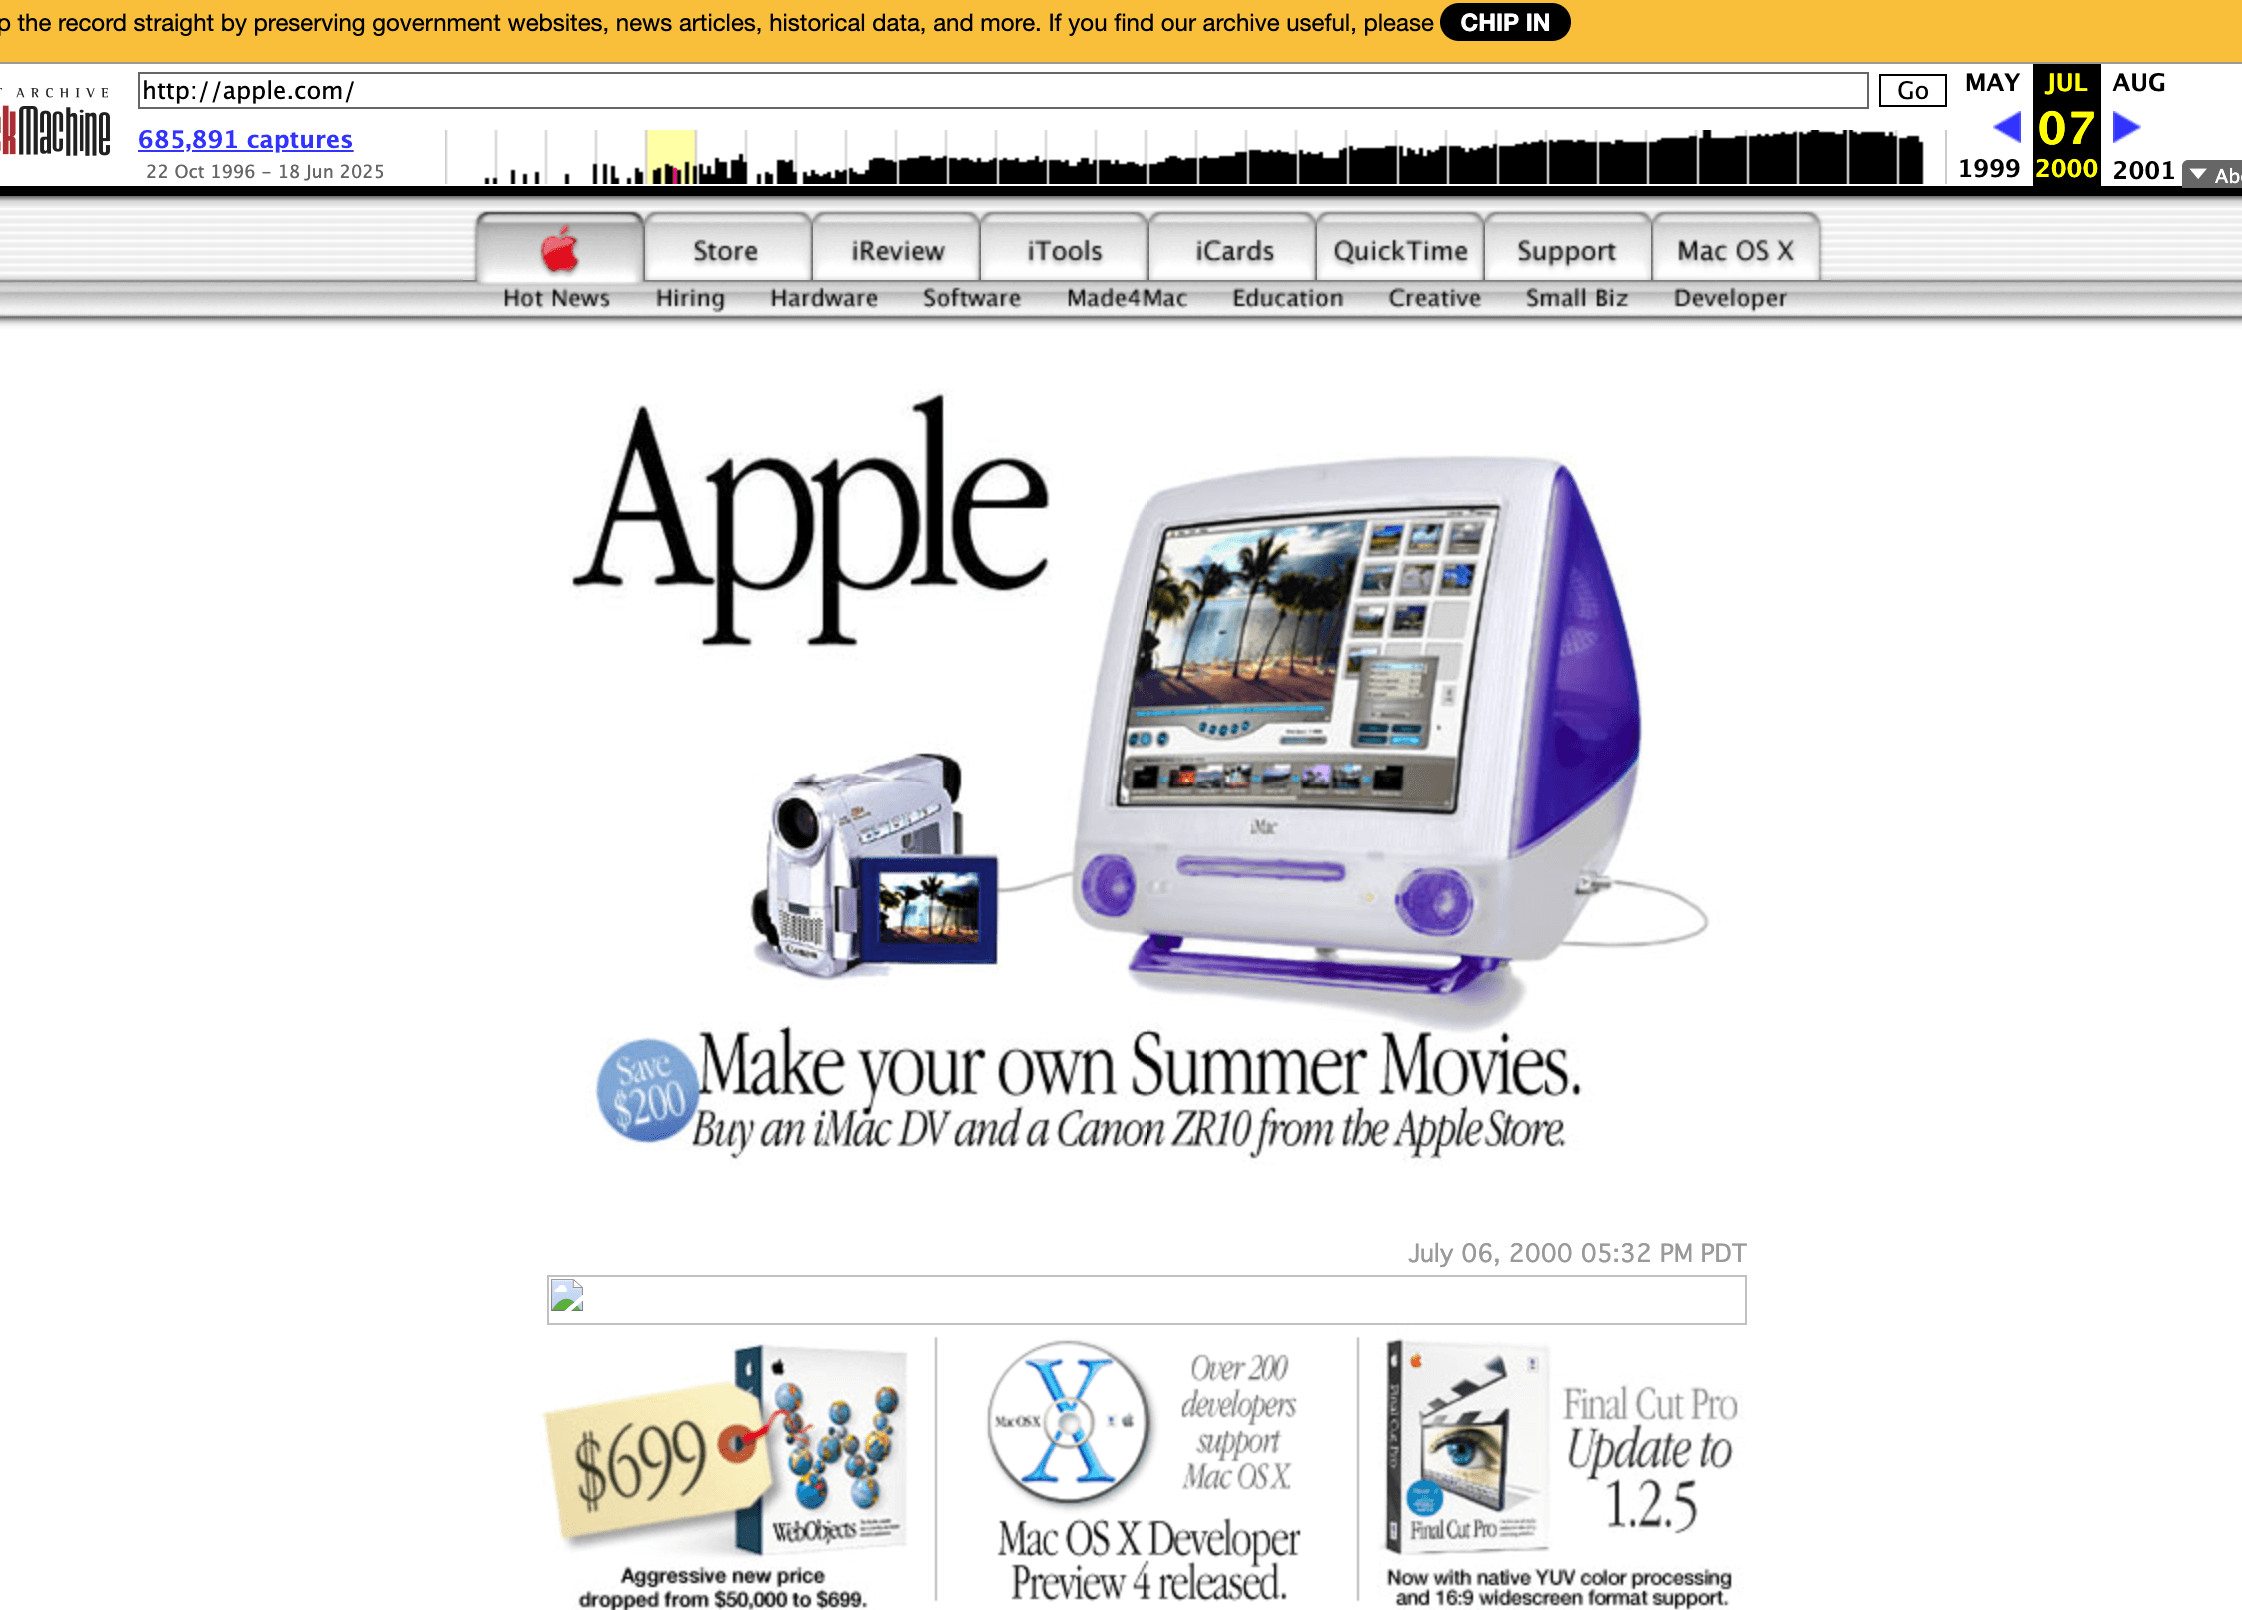 p the record straight by preserving government websites, news articles, historical data, and more. If you find our archive useful, please CHIP IN
T ARCHIVE
kMachine
http://apple.com/
Go
MAY JUL AUG
685,891 captures
07
22 Oct 1996 – 18 Jun 2025
1999 2000 2001
Store iReview iTools iCards QuickTime Support Mac OS X
Hot News Hiring Hardware Software Made4Mac Education Creative Small Biz Developer
Apple
iMac
Canon
Save
$200
Make your own Summer Movies.
Buy an iMac DV and a Canon ZR10 from the Apple Store.
July 06, 2000 05:32 PM PDT
$699
WebObjects
Aggressive new price
dropped from $50,000 to $699.
Mac OS X
Over 200
developers
support
Mac OS X.
Mac OS X Developer
Preview 4 released.
Final Cut Pro
Final Cut Pro
Final Cut Pro
Update to
1.2.5
Now with native YUV color processing
and 16:9 widescreen format support.